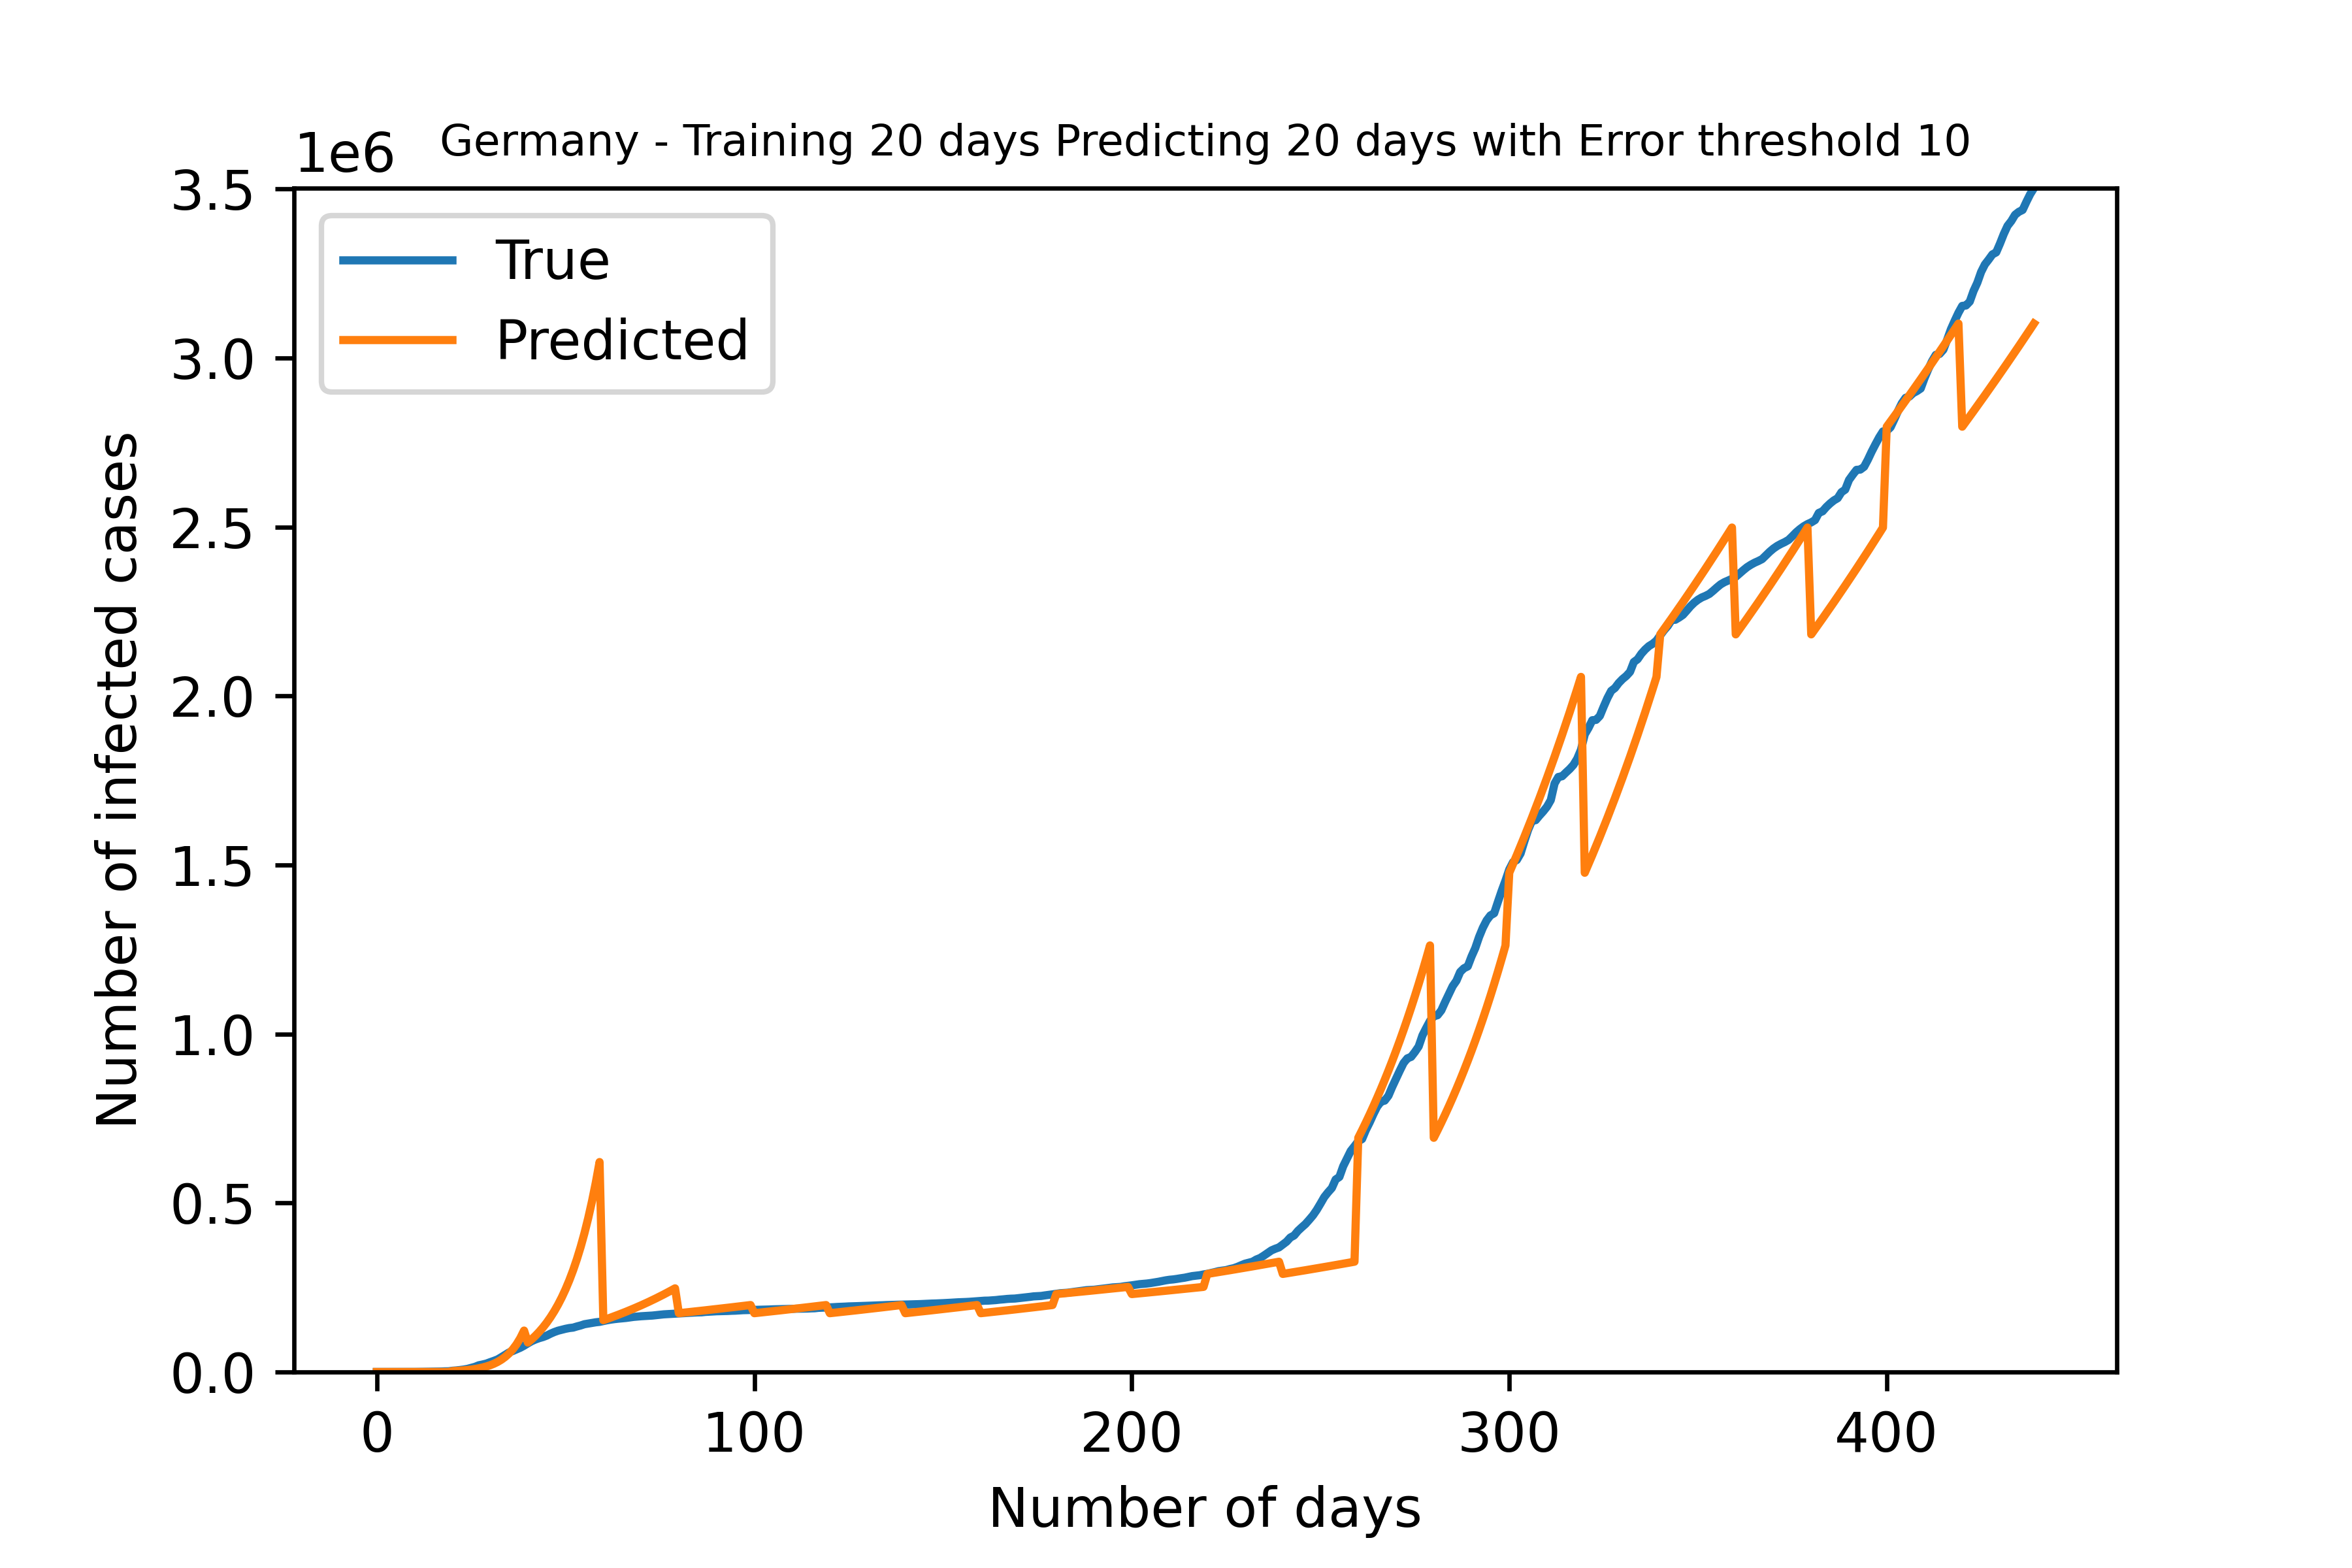 Germany - Training 20 days Predicting 20 days with Error threshold 10
1e6
True
Predicted
3.5
3.0
2.5
2.0
1.5
1.0
0.5
0.0
Number of infected cases
0 100 200 300 400
Number of days